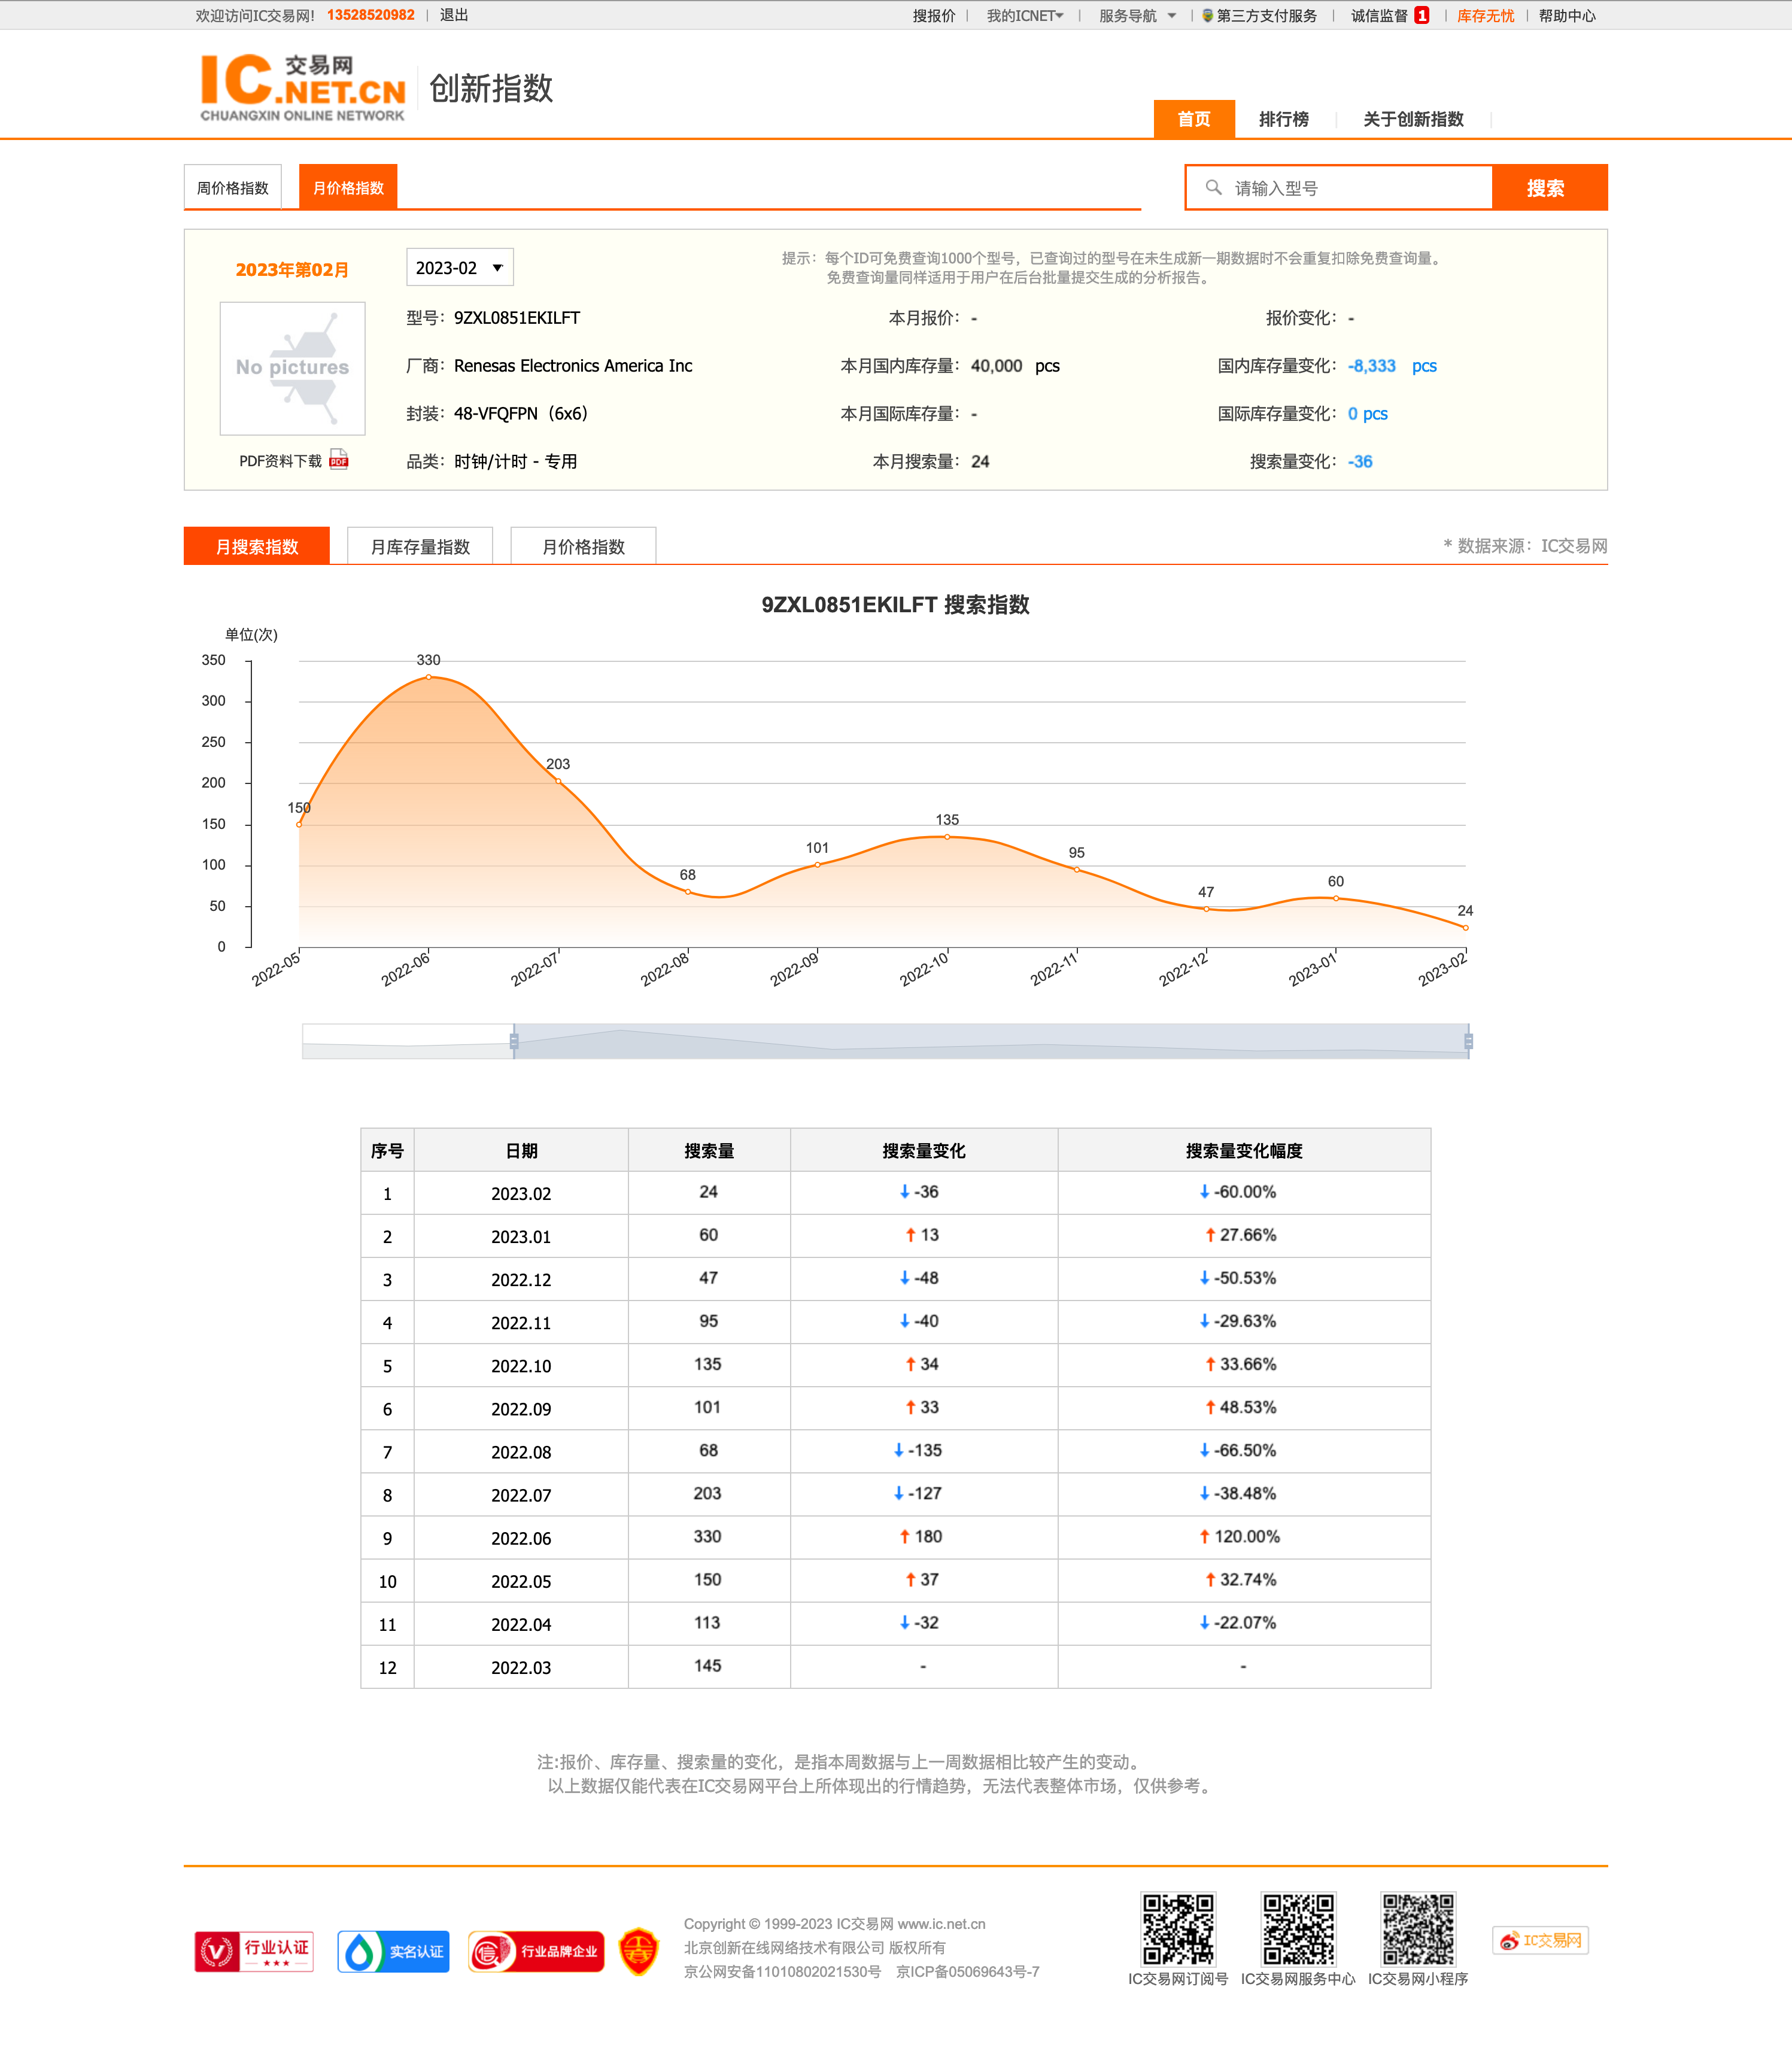 欢迎访问IC交易网! 13528520982 | 退出 搜报价 | 我的ICNET | 服务导航 | 第三方支付服务 | 诚信监督 1 | 库存无忧 | 帮助中心
IC 交易网 .NET.CN
CHUANGXIN ONLINE NETWORK
创新指数
首页 排行榜 关于创新指数
周价格指数 月价格指数 请输入型号 搜索
2023年第02月 2023-02
提示：每个ID可免费查询1000个型号，已查询过的型号在未生成新一期数据时不会重复扣除免费查询量。
免费查询量同样适用于用户在后台批量提交生成的分析报告。
No pictures
PDF资料下载 PDF
型号：9ZXL0851EKILFT 本月报价：- 报价变化：-
厂商：Renesas Electronics America Inc 本月国内库存量：40,000 pcs 国内库存量变化：-8,333 pcs
封装：48-VFQFPN（6x6） 本月国际库存量：- 国际库存量变化：0 pcs
品类：时钟/计时 - 专用 本月搜索量：24 搜索量变化：-36
月搜索指数 月库存量指数 月价格指数 * 数据来源：IC交易网
9ZXL0851EKILFT 搜索指数
单位(次)
350
300
250
200
150
100
50
0
150 330 203 68 101 135 95 47 60 24
2022-05 2022-06 2022-07 2022-08 2022-09 2022-10 2022-11 2022-12 2023-01 2023-02
序号 日期 搜索量 搜索量变化 搜索量变化幅度
1 2023.02 24 ↓ -36 ↓ -60.00%
2 2023.01 60 ↑ 13 ↑ 27.66%
3 2022.12 47 ↓ -48 ↓ -50.53%
4 2022.11 95 ↓ -40 ↓ -29.63%
5 2022.10 135 ↑ 34 ↑ 33.66%
6 2022.09 101 ↑ 33 ↑ 48.53%
7 2022.08 68 ↓ -135 ↓ -66.50%
8 2022.07 203 ↓ -127 ↓ -38.48%
9 2022.06 330 ↑ 180 ↑ 120.00%
10 2022.05 150 ↑ 37 ↑ 32.74%
11 2022.04 113 ↓ -32 ↓ -22.07%
12 2022.03 145 - -
注:报价、库存量、搜索量的变化，是指本周数据与上一周数据相比较产生的变动。
以上数据仅能代表在IC交易网平台上所体现出的行情趋势，无法代表整体市场，仅供参考。
行业认证
实名认证
信 行业品牌企业
Copyright © 1999-2023 IC交易网 www.ic.net.cn
北京创新在线网络技术有限公司 版权所有
京公网安备11010802021530号 京ICP备05069643号-7
IC交易网订阅号 IC交易网服务中心 IC交易网小程序
IC交易网